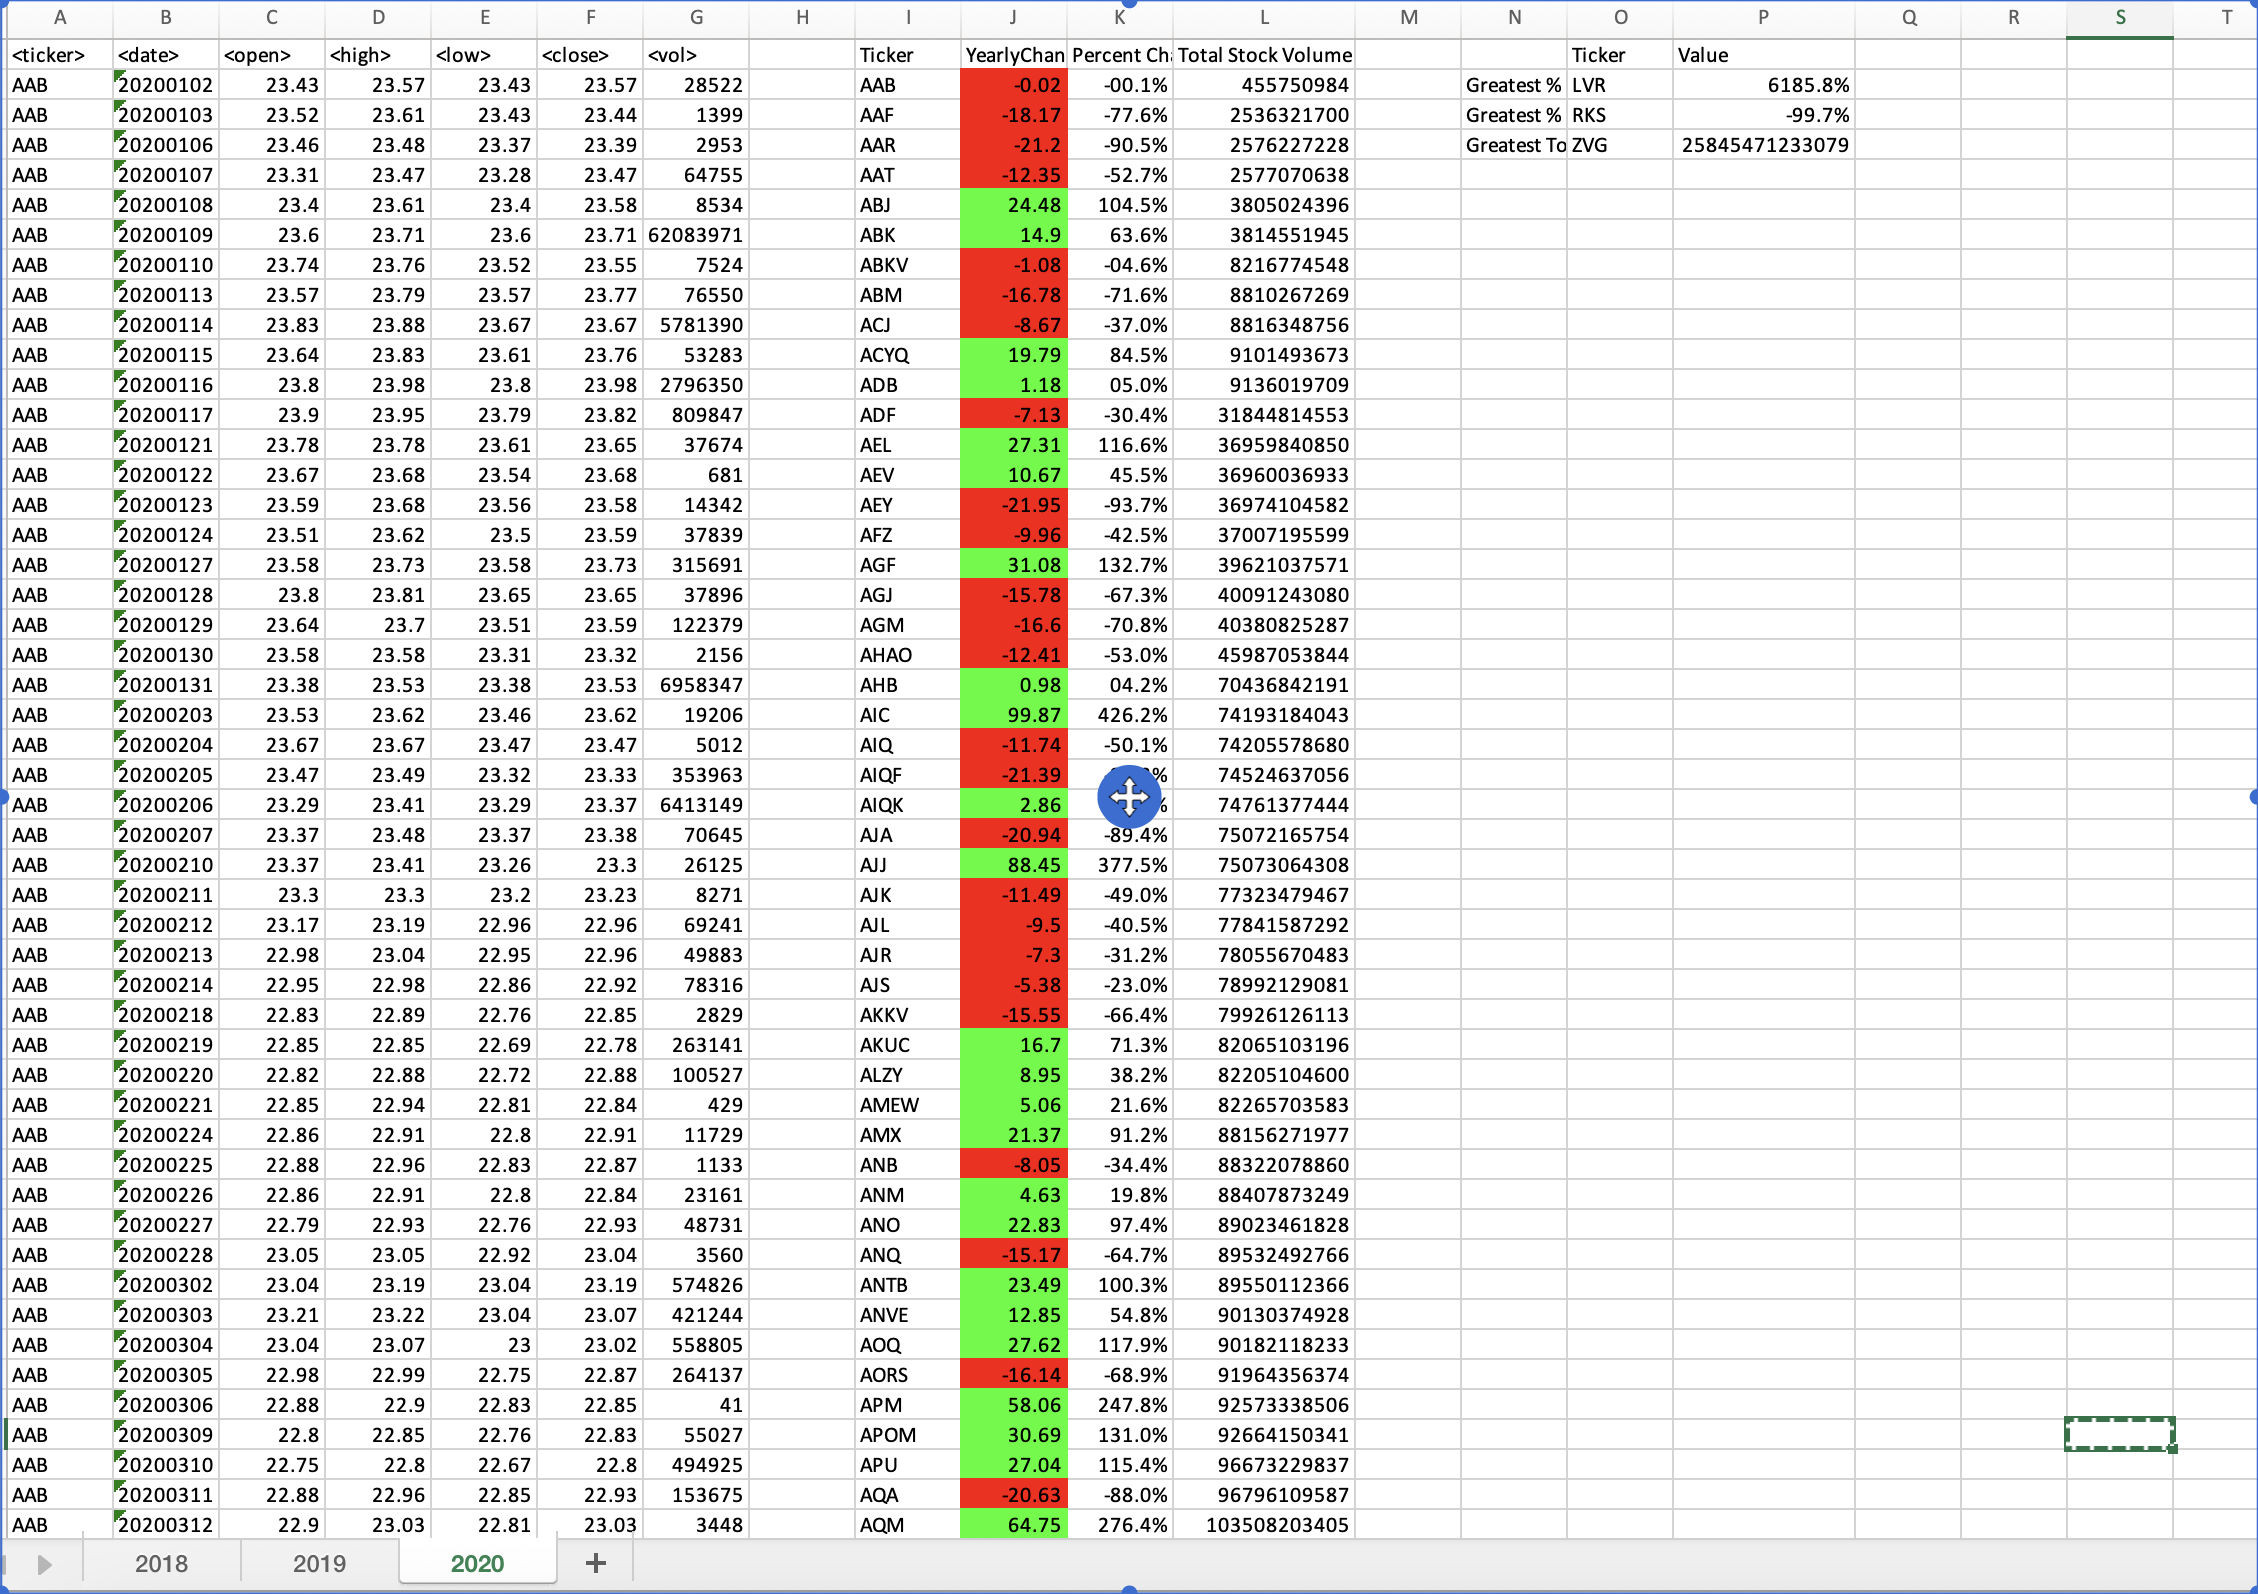 A B C D E F G H I J K L M N O P Q R S T
<ticker> <date> <open> <high> <low> <close> <vol> Ticker YearlyChan Percent Ch Total Stock Volume Ticker Value
AAB 20200102 23.43 23.57 23.43 23.57 28522 AAB -0.02 -00.1% 455750984 Greatest % LVR 6185.8%
AAB 20200103 23.52 23.61 23.43 23.44 1399 AAF -18.17 -77.6% 2536321700 Greatest % RKS -99.7%
AAB 20200106 23.46 23.48 23.37 23.39 2953 AAR -21.2 -90.5% 2576227228 Greatest To ZVG 25845471233079
AAB 20200107 23.31 23.47 23.28 23.47 64755 AAT -12.35 -52.7% 2577070638
AAB 20200108 23.4 23.61 23.4 23.58 8534 ABJ 24.48 104.5% 3805024396
AAB 20200109 23.6 23.71 23.6 23.71 62083971 ABK 14.9 63.6% 3814551945
AAB 20200110 23.74 23.76 23.52 23.55 7524 ABKV -1.08 -04.6% 8216774548
AAB 20200113 23.57 23.79 23.57 23.77 76550 ABM -16.78 -71.6% 8810267269
AAB 20200114 23.83 23.88 23.67 23.67 5781390 ACJ -8.67 -37.0% 8816348756
AAB 20200115 23.64 23.83 23.61 23.76 53283 ACYQ 19.79 84.5% 9101493673
AAB 20200116 23.8 23.98 23.8 23.98 2796350 ADB 1.18 05.0% 9136019709
AAB 20200117 23.9 23.95 23.79 23.82 809847 ADF -7.13 -30.4% 31844814553
AAB 20200121 23.78 23.78 23.61 23.65 37674 AEL 27.31 116.6% 36959840850
AAB 20200122 23.67 23.68 23.54 23.68 681 AEV 10.67 45.5% 36960036933
AAB 20200123 23.59 23.68 23.56 23.58 14342 AEY -21.95 -93.7% 36974104582
AAB 20200124 23.51 23.62 23.5 23.59 37839 AFZ -9.96 -42.5% 37007195599
AAB 20200127 23.58 23.73 23.58 23.73 315691 AGF 31.08 132.7% 39621037571
AAB 20200128 23.8 23.81 23.65 23.65 37896 AGJ -15.78 -67.3% 40091243080
AAB 20200129 23.64 23.7 23.51 23.59 122379 AGM -16.6 -70.8% 40380825287
AAB 20200130 23.58 23.58 23.31 23.32 2156 AHAO -12.41 -53.0% 45987053844
AAB 20200131 23.38 23.53 23.38 23.53 6958347 AHB 0.98 04.2% 70436842191
AAB 20200203 23.53 23.62 23.46 23.62 19206 AIC 99.87 426.2% 74193184043
AAB 20200204 23.67 23.67 23.47 23.47 5012 AIQ -11.74 -50.1% 74205578680
AAB 20200205 23.47 23.49 23.32 23.33 353963 AIQF -21.39 74524637056
AAB 20200206 23.29 23.41 23.29 23.37 6413149 AIQK 2.86 74761377444
AAB 20200207 23.37 23.48 23.37 23.38 70645 AJA -20.94 -89.4% 75072165754
AAB 20200210 23.37 23.41 23.26 23.3 26125 AJJ 88.45 377.5% 75073064308
AAB 20200211 23.3 23.3 23.2 23.23 8271 AJK -11.49 -49.0% 77323479467
AAB 20200212 23.17 23.19 22.96 22.96 69241 AJL -9.5 -40.5% 77841587292
AAB 20200213 22.98 23.04 22.95 22.96 49883 AJR -7.3 -31.2% 78055670483
AAB 20200214 22.95 22.98 22.86 22.92 78316 AJS -5.38 -23.0% 78992129081
AAB 20200218 22.83 22.89 22.76 22.85 2829 AKKV -15.55 -66.4% 79926126113
AAB 20200219 22.85 22.85 22.69 22.78 263141 AKUC 16.7 71.3% 82065103196
AAB 20200220 22.82 22.88 22.72 22.88 100527 ALZY 8.95 38.2% 82205104600
AAB 20200221 22.85 22.94 22.81 22.84 429 AMEW 5.06 21.6% 82265703583
AAB 20200224 22.86 22.91 22.8 22.91 11729 AMX 21.37 91.2% 88156271977
AAB 20200225 22.88 22.96 22.83 22.87 1133 ANB -8.05 -34.4% 88322078860
AAB 20200226 22.86 22.91 22.8 22.84 23161 ANM 4.63 19.8% 88407873249
AAB 20200227 22.79 22.93 22.76 22.93 48731 ANO 22.83 97.4% 89023461828
AAB 20200228 23.05 23.05 22.92 23.04 3560 ANQ -15.17 -64.7% 89532492766
AAB 20200302 23.04 23.19 23.04 23.19 574826 ANTB 23.49 100.3% 89550112366
AAB 20200303 23.21 23.22 23.04 23.07 421244 ANVE 12.85 54.8% 90130374928
AAB 20200304 23.04 23.07 23 23.02 558805 AOQ 27.62 117.9% 90182118233
AAB 20200305 22.98 22.99 22.75 22.87 264137 AORS -16.14 -68.9% 91964356374
AAB 20200306 22.88 22.9 22.83 22.85 41 APM 58.06 247.8% 92573338506
AAB 20200309 22.8 22.85 22.76 22.83 55027 APOM 30.69 131.0% 92664150341
AAB 20200310 22.75 22.8 22.67 22.8 494925 APU 27.04 115.4% 96673229837
AAB 20200311 22.88 22.96 22.85 22.93 153675 AQA -20.63 -88.0% 96796109587
AAB 20200312 22.9 23.03 22.81 23.03 3448 AQM 64.75 276.4% 103508203405
2018 2019 2020 +